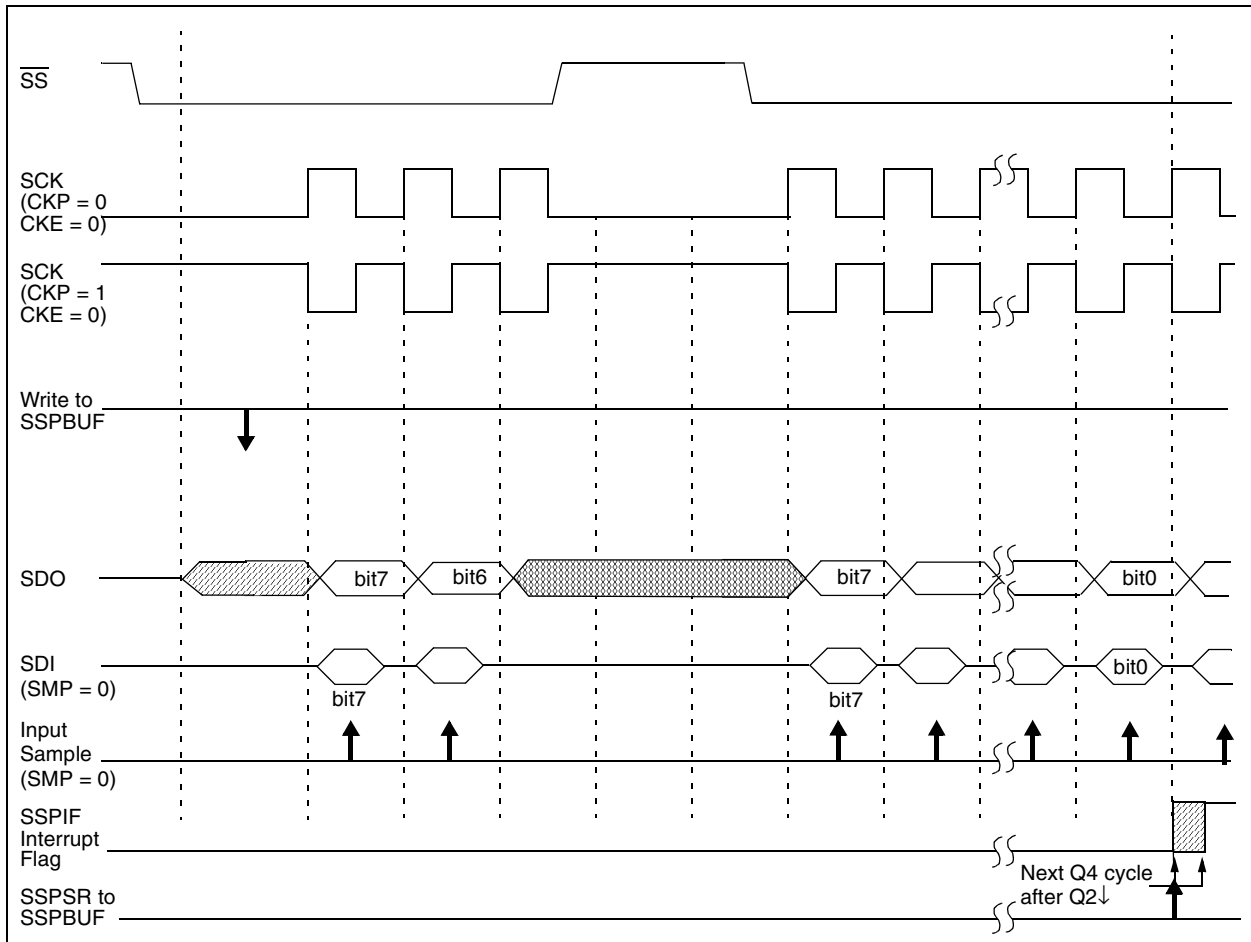 SS
SCK
(CKP = 0
CKE = 0)
SCK
(CKP = 1
CKE = 0)
Write to
SSPBUF
SDO
bit7
bit6
bit7
bit0
SDI
(SMP = 0)
bit7
bit7
bit0
Input
Sample
(SMP = 0)
SSPIF
Interrupt
Flag
Next Q4 cycle
after Q2↓
SSPSR to
SSPBUF